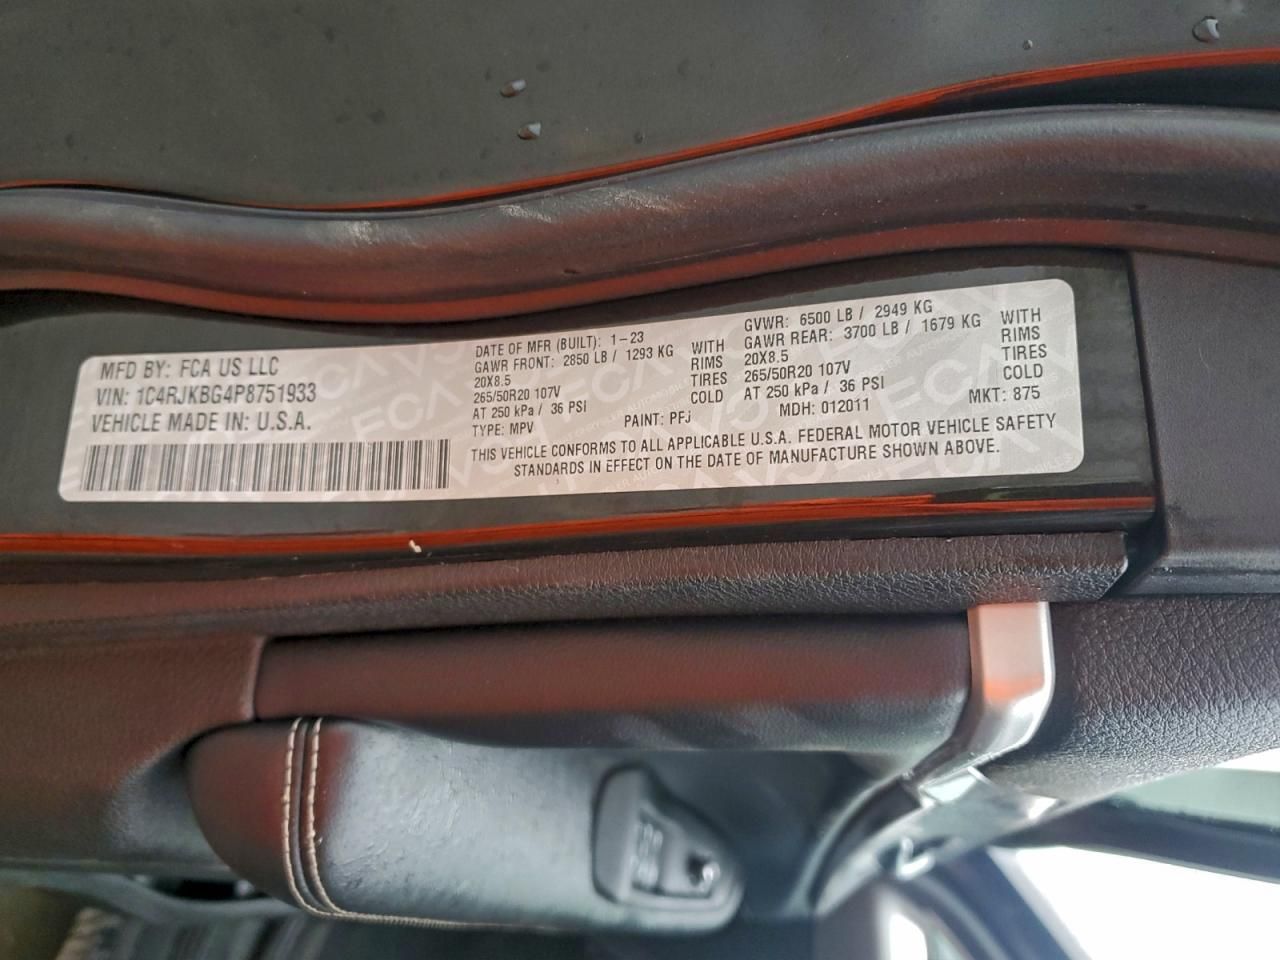 MFD BY: FCA US LLC
VIN: 1C4RJKBG4P8751933
VEHICLE MADE IN: U.S.A.
DATE OF MFR (BUILT): 1-23
GAWR FRONT: 2850 LB / 1293 KG WITH
20X8.5 RIMS
265/50R20 107V TIRES
AT 250 kPa / 36 PSI COLD
TYPE: MPV PAINT: PFJ
GVWR: 6500 LB / 2949 KG
GAWR REAR: 3700 LB / 1679 KG WITH
20X8.5 RIMS
265/50R20 107V TIRES
AT 250 kPa / 36 PSI COLD
MDH: 012011 MKT: 875
THIS VEHICLE CONFORMS TO ALL APPLICABLE U.S.A. FEDERAL MOTOR VEHICLE SAFETY
STANDARDS IN EFFECT ON THE DATE OF MANUFACTURE SHOWN ABOVE.